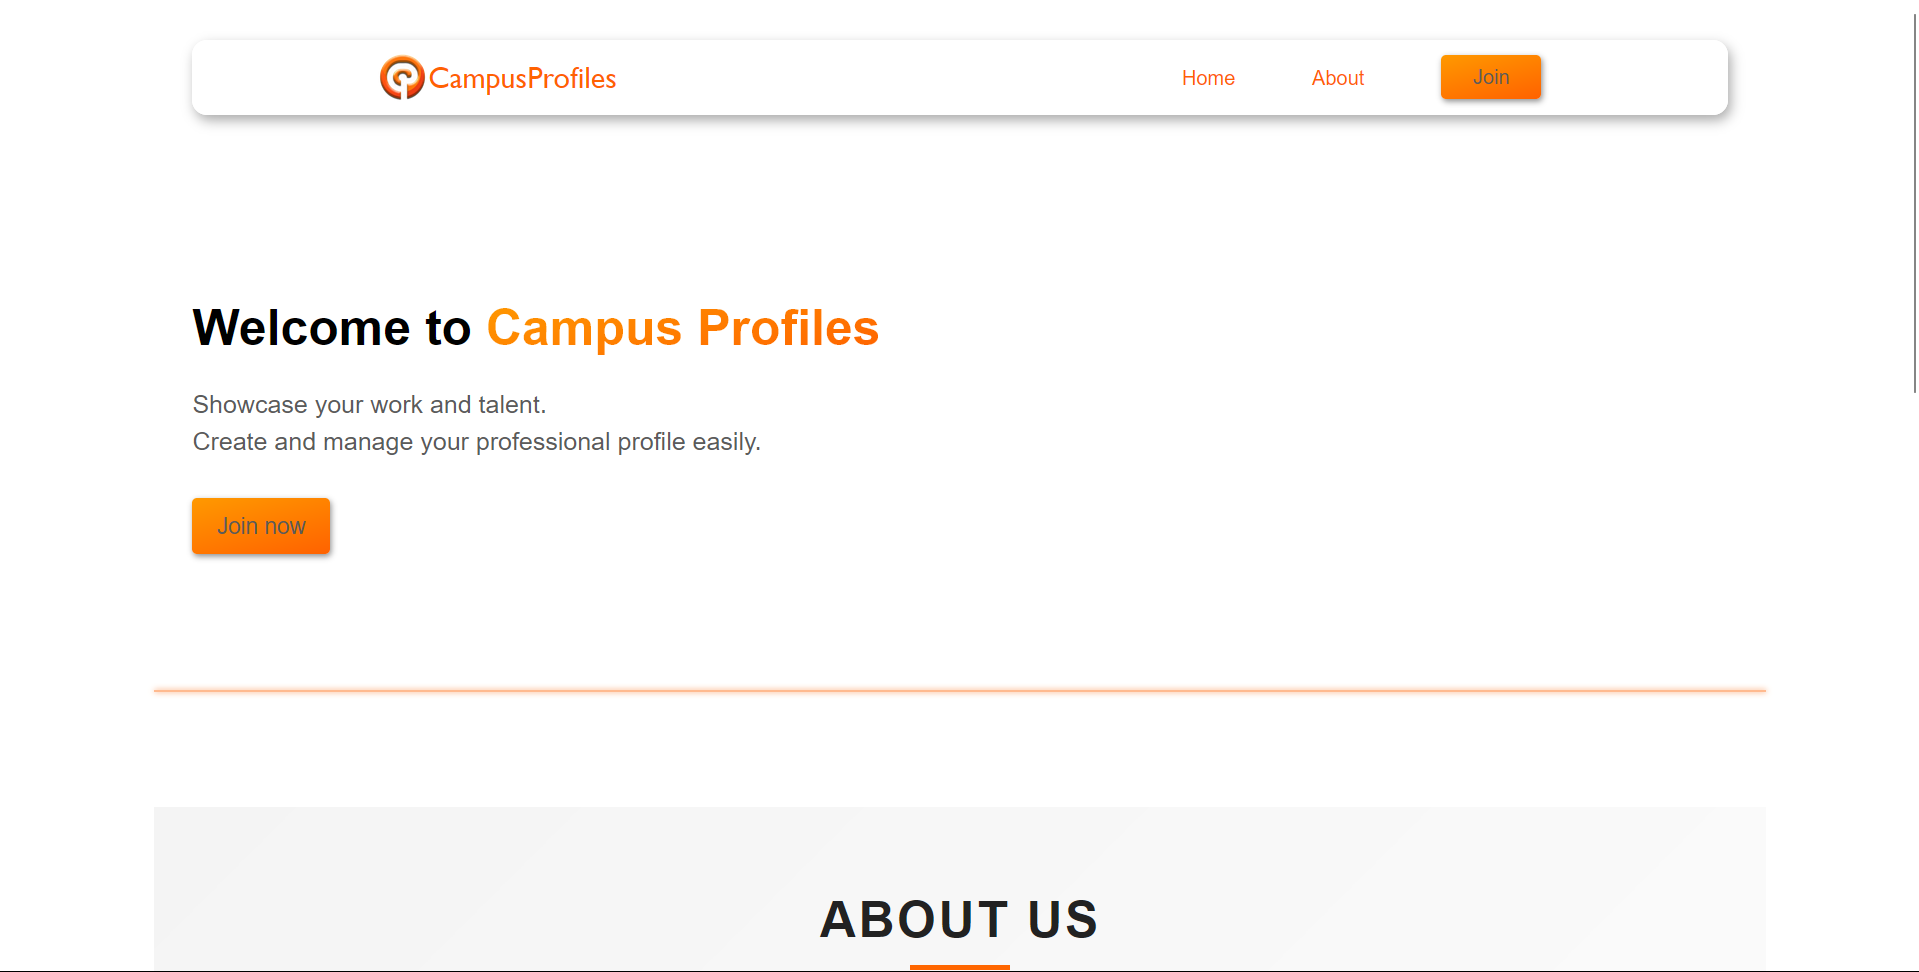 CampusProfiles
Home
About
Join
Welcome to Campus Profiles
Showcase your work and talent.
Create and manage your professional profile easily.
Join now
ABOUT US